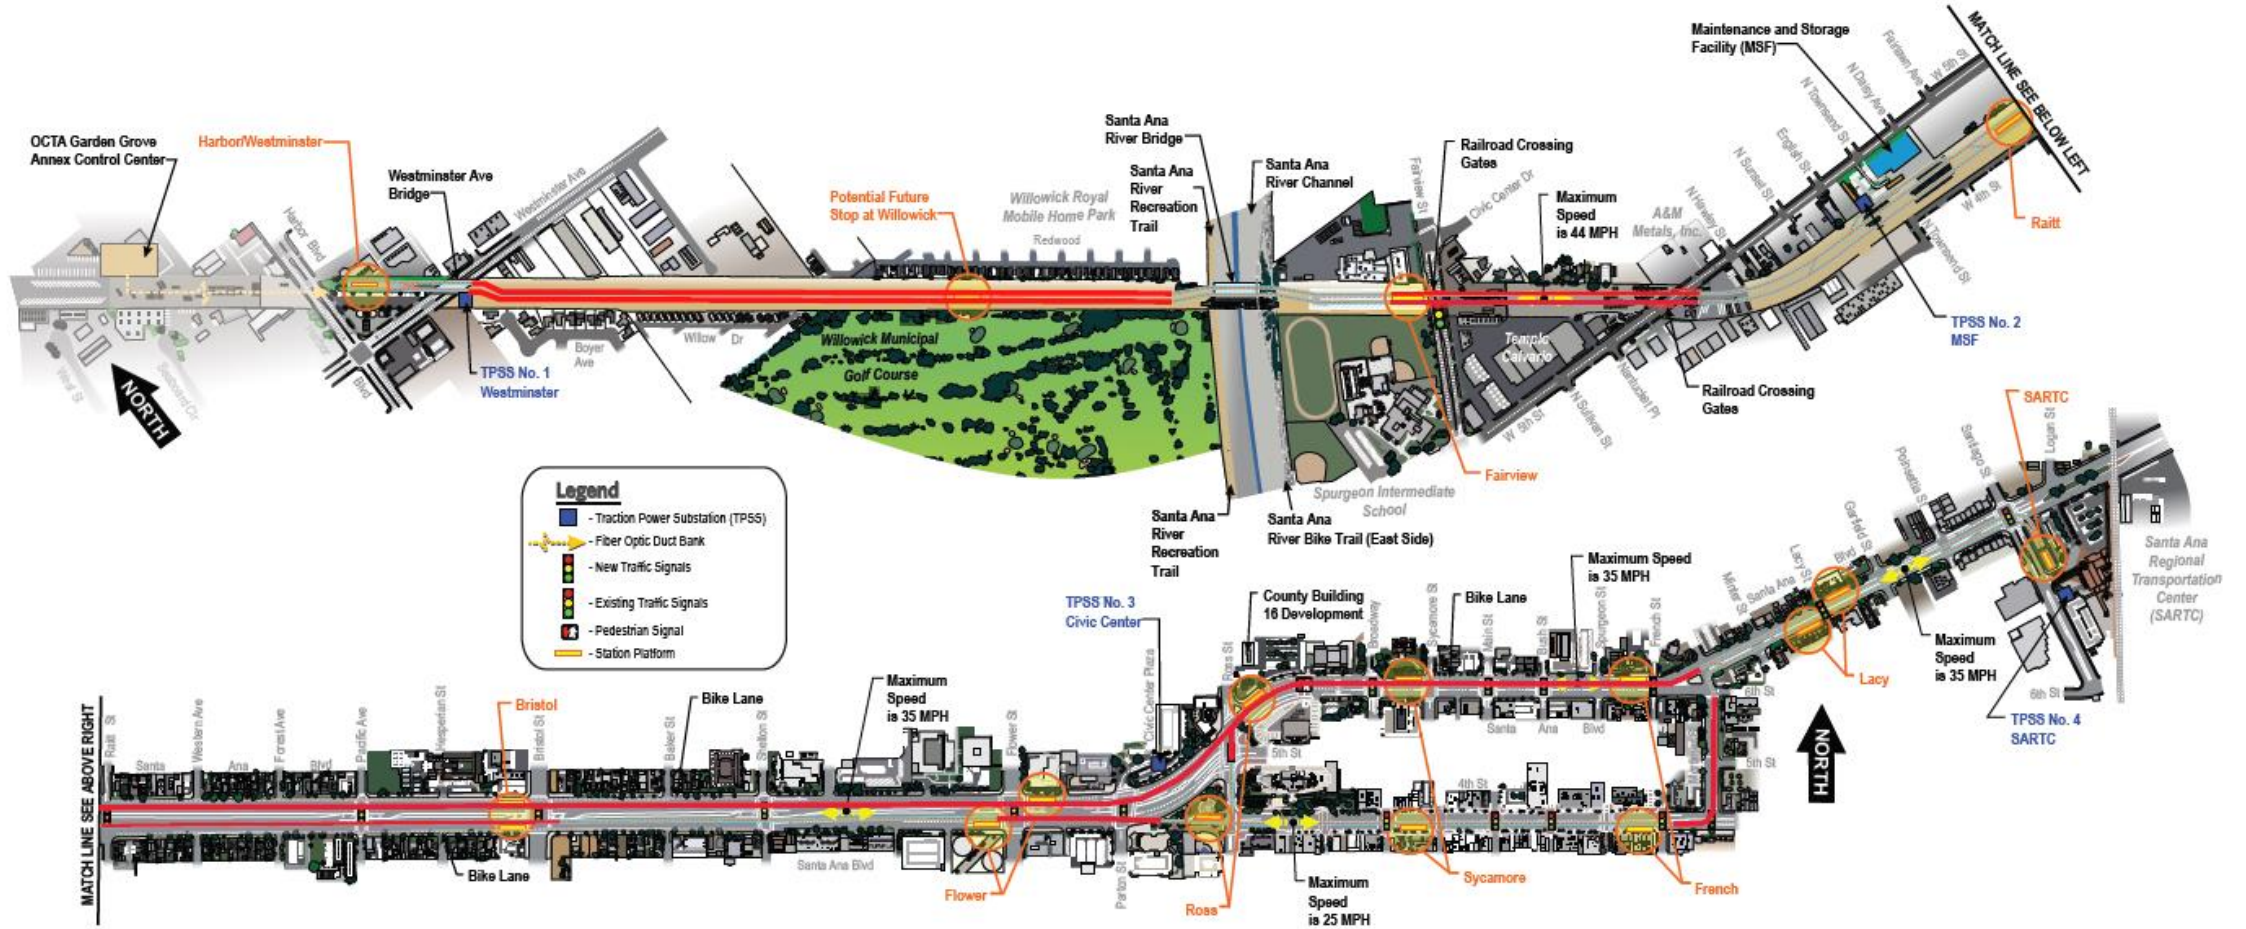 Maintenance and Storage
Facility (MSF)
MATCH LINE SEE BELOW LEFT
Fairlawn Ave
W 5th St
N Daisy Ave
N Townsend St
English St
N Sunset St
N Hawley St
OCTA Garden Grove
Annex Control Center
Harbor/Westminster
Harbor Blvd
Westminster Ave
Bridge
Westminster Ave
Potential Future
Stop at Willowick
Willowick Royal
Mobile Home Park
Redwood
Santa Ana
River Bridge
Santa Ana
River
Recreation
Trail
Santa Ana
River Channel
Railroad Crossing
Gates
Fairview St
Civic Center Dr
Maximum
Speed
is 44 MPH
A&M
Metals, Inc.
W 4th St
N Townsend St
Raitt
West St
NORTH
Blvd
TPSS No. 1
Westminster
Boyer
Ave
Willow Dr
Willowick Municipal
Golf Course
Temple
Calvario
W 5th St
N Sullivan St
Nantucket Pl
Railroad Crossing
Gates
TPSS No. 2
MSF
Fairview
Spurgeon Intermediate
School
Santa Ana
River
Recreation
Trail
Santa Ana
River Bike Trail (East Side)
Legend
- Traction Power Substation (TPSS)
- Fiber Optic Duct Bank
- New Traffic Signals
- Existing Traffic Signals
- Pedestrian Signal
- Station Platform
SARTC
Logan St
Santiago St
Poinsettia St
Garfield St
Lacy St
Blvd
Santa Ana
Minter St
Santa Ana
Regional
Transportation
Center
(SARTC)
Maximum
Speed
is 35 MPH
Lacy
6th St
TPSS No. 4
SARTC
NORTH
TPSS No. 3
Civic Center
County Building
16 Development
Bike Lane
Maximum Speed
is 35 MPH
Civic Center Plaza
Ross St
Broadway
Sycamore St
Main St
Bush St
Spurgeon St
French St
6th St
5th St
Santa Ana Blvd
5th St
4th St
MATCH LINE SEE ABOVE RIGHT
Raitt St
Western Ave
Forest Ave
Pacific Ave
Hesperian St
Bristol
Bristol St
Baker St
Bike Lane
Shelton St
Maximum
Speed
is 35 MPH
Flower St
Santa Ana Blvd
Bike Lane
Santa Ana Blvd
Flower
Parton St
Ross
Maximum
Speed
is 25 MPH
Sycamore
French